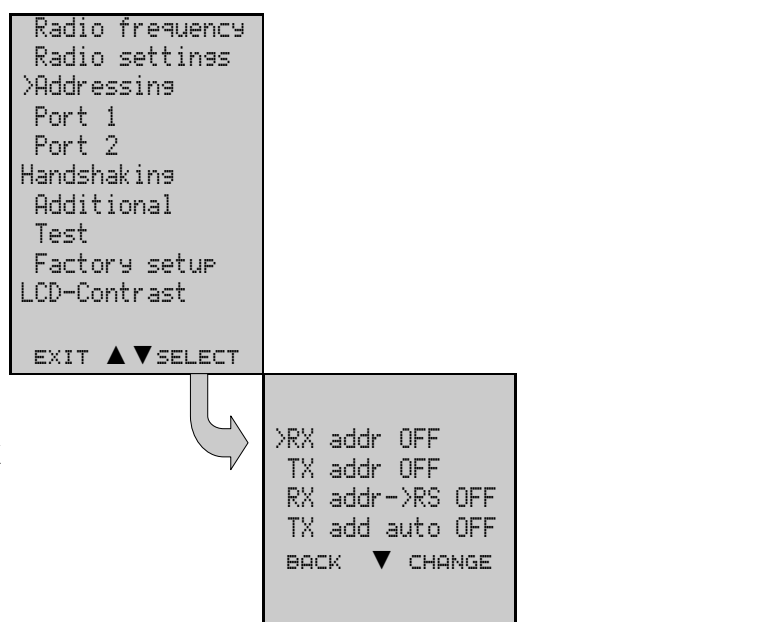 Radio frequency
Radio settings
>Addressing
Port 1
Port 2
Handshaking
Additional
Test
Factory setup
LCD-Contrast
EXIT ▲ ▼ SELECT
>RX addr OFF
TX addr OFF
RX addr->RS OFF
TX add auto OFF
BACK ▼ CHANGE